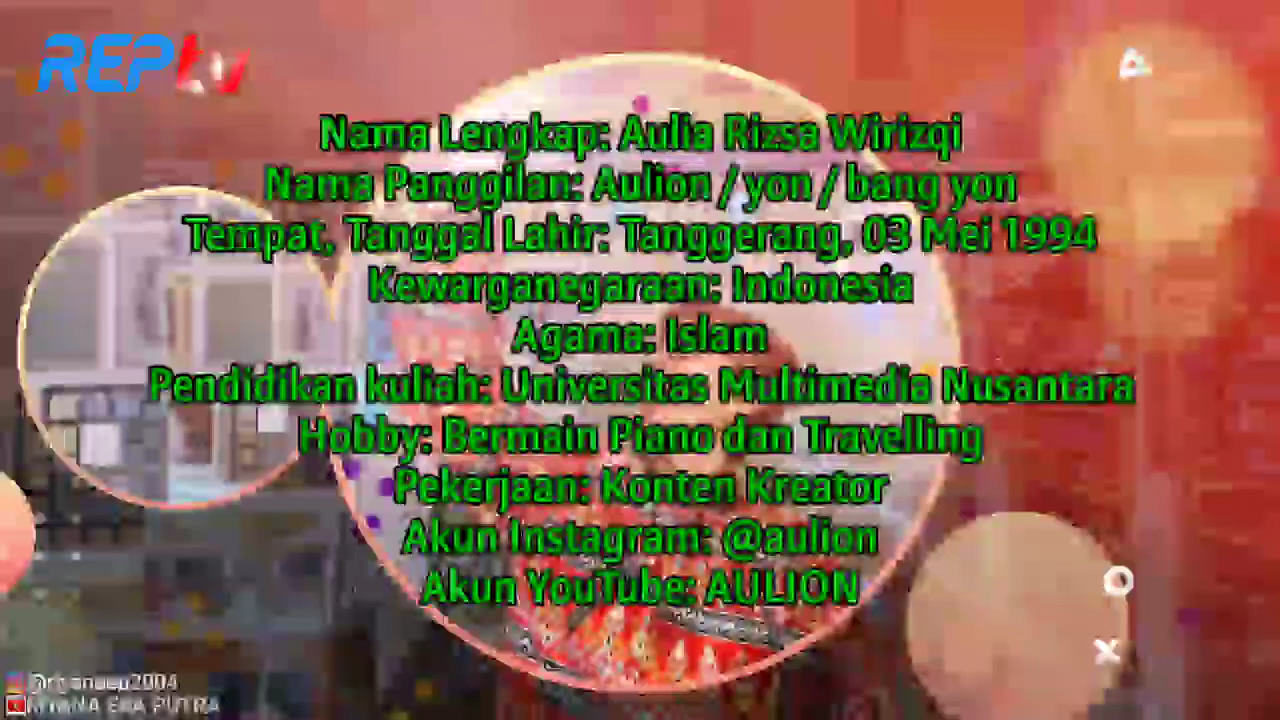 REPtv
Nama Lengkap: Aulia Rizsa Wirizqi
Nama Panggilan: Aulion / yon / bang yon
Tempat, Tanggal Lahir: Tanggerang, 03 Mei 1994
Kewarganegaraan: Indonesia
Agama: Islam
Pendidikan kuliah: Universitas Multimedia Nusantara
Hobby: Bermain Piano dan Travelling
Pekerjaan: Konten Kreator
Akun Instagram: @aulion
Akun YouTube: AULION
EKA PUTRA